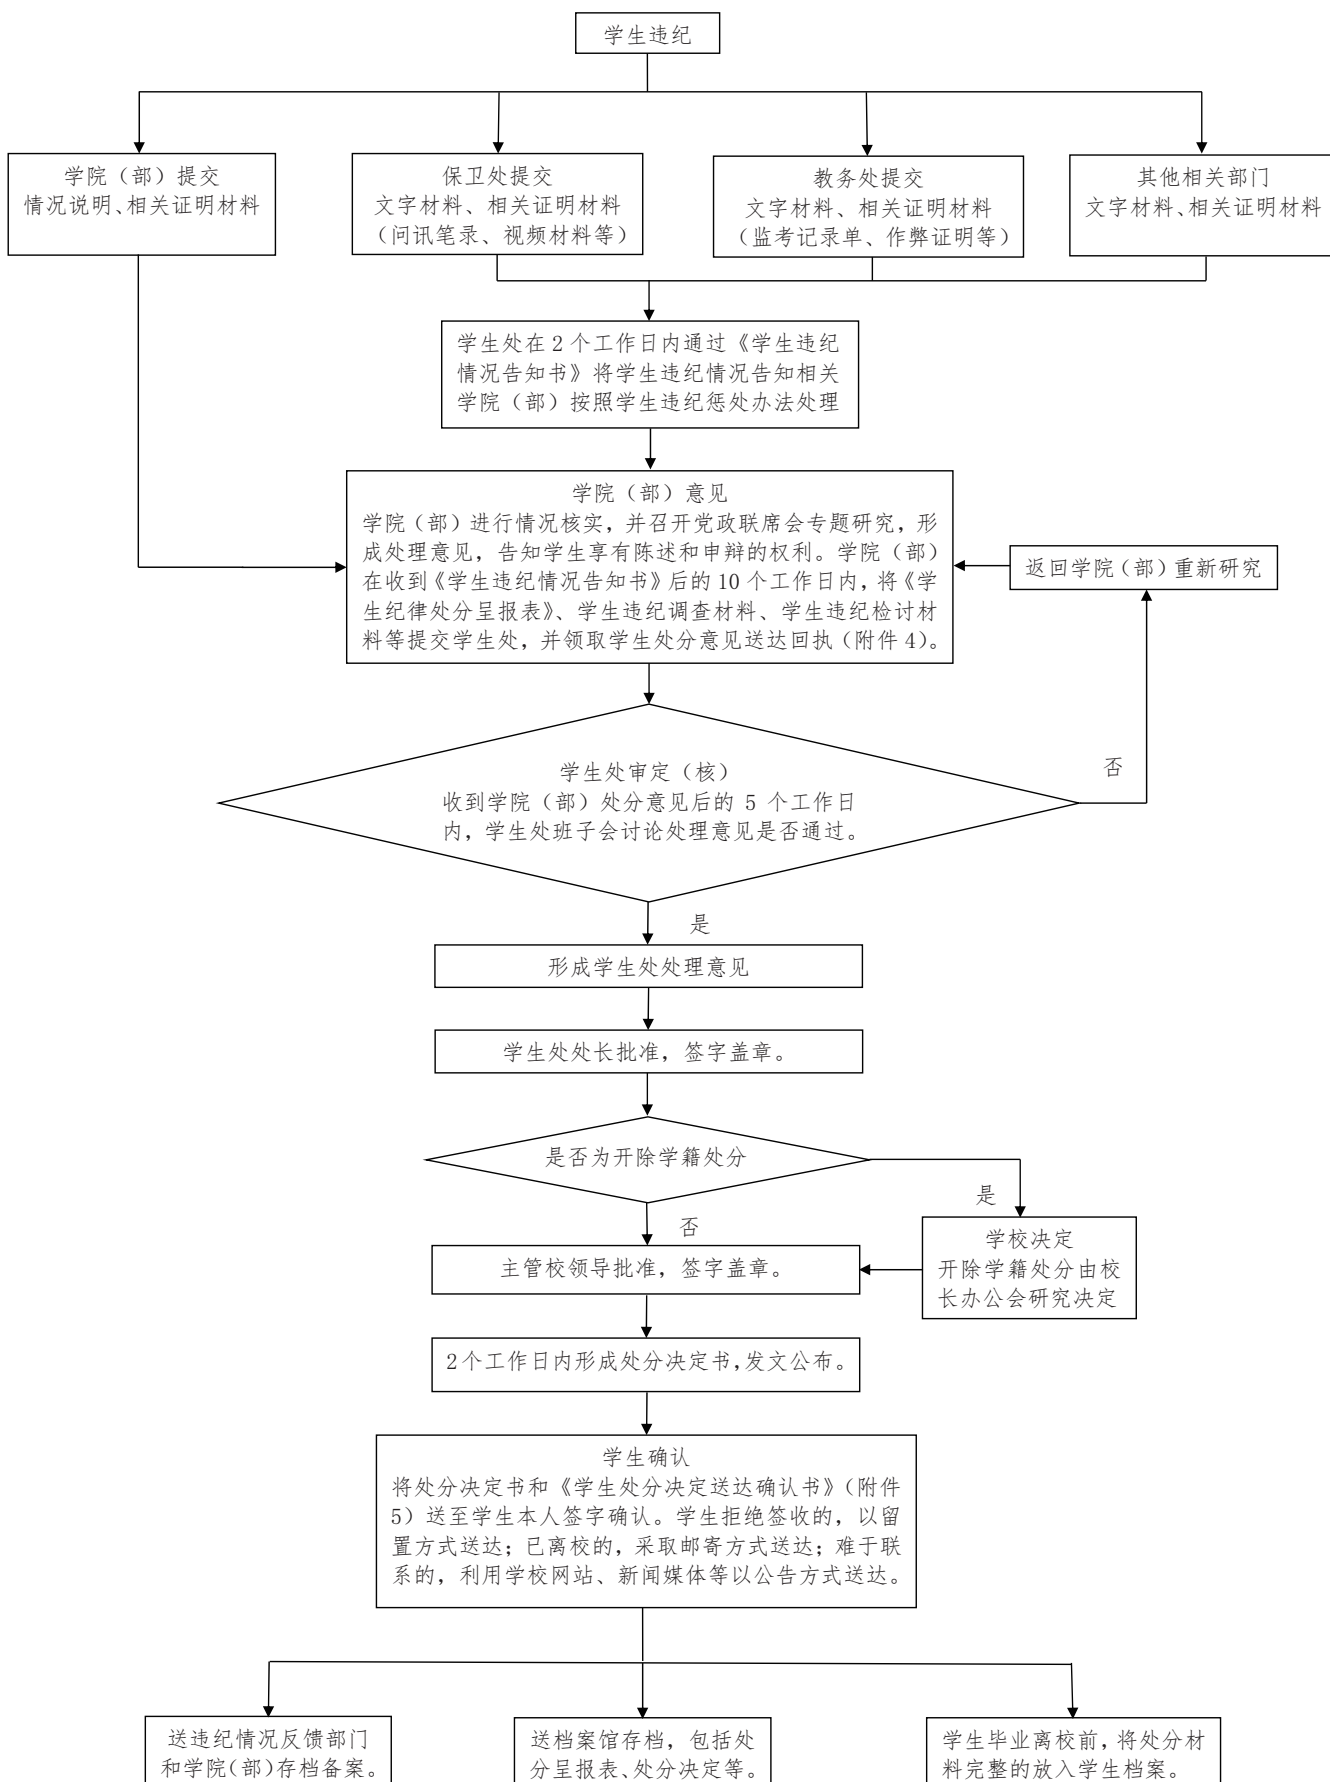 学生违纪
学院（部）提交
情况说明、相关证明材料
保卫处提交
文字材料、相关证明材料
（问讯笔录、视频材料等）
教务处提交
文字材料、相关证明材料
（监考记录单、作弊证明等）
其他相关部门
文字材料、相关证明材料
学生处在 2 个工作日内通过《学生违纪
情况告知书》将学生违纪情况告知相关
学院（部）按照学生违纪惩处办法处理
学院（部）意见
学院（部）进行情况核实，并召开党政联席会专题研究，形
成处理意见，告知学生享有陈述和申辩的权利。学院（部）
在收到《学生违纪情况告知书》后的 10 个工作日内，将《学
生纪律处分呈报表》、学生违纪调查材料、学生违纪检讨材
料等提交学生处，并领取学生处分意见送达回执（附件 4）。
返回学院（部）重新研究
学生处审定（核）
收到学院（部）处分意见后的 5 个工作日
内，学生处班子会讨论处理意见是否通过。
否
是
形成学生处处理意见
学生处处长批准，签字盖章。
是否为开除学籍处分
是
否
学校决定
开除学籍处分由校
长办公会研究决定
主管校领导批准，签字盖章。
2 个工作日内形成处分决定书，发文公布。
学生确认
将处分决定书和《学生处分决定送达确认书》（附件
5）送至学生本人签字确认。学生拒绝签收的，以留
置方式送达；已离校的，采取邮寄方式送达；难于联
系的，利用学校网站、新闻媒体等以公告方式送达。
送违纪情况反馈部门
和学院（部）存档备案。
送档案馆存档，包括处
分呈报表、处分决定等。
学生毕业离校前，将处分材
料完整的放入学生档案。